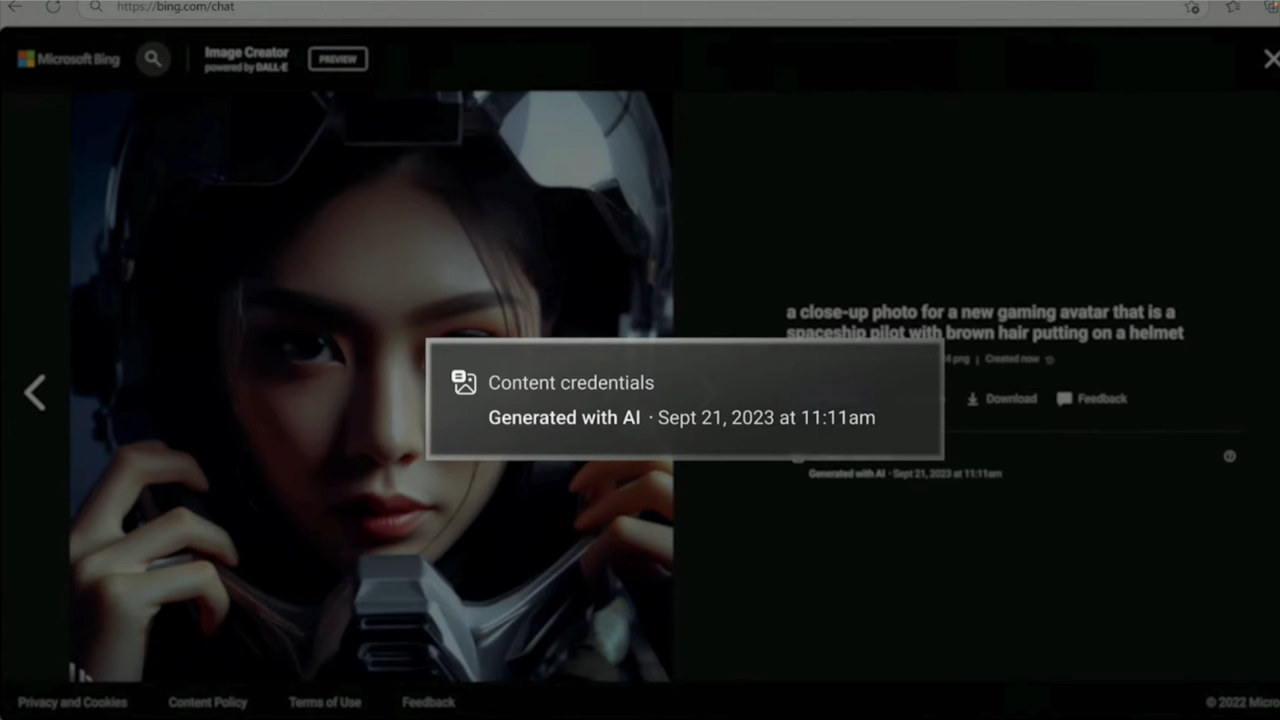 https://bing.com/chat
Microsoft Bing
Image Creator
powered by DALL·E
PREVIEW
a close-up photo for a new gaming avatar that is a
spaceship pilot with brown hair putting on a helmet
png | Created now
Download
Feedback
Content credentials
Generated with AI · Sept 21, 2023 at 11:11am
Generated with AI · Sept 21, 2023 at 11:11am
Privacy and Cookies
Content Policy
Terms of Use
Feedback
© 2022 Micro